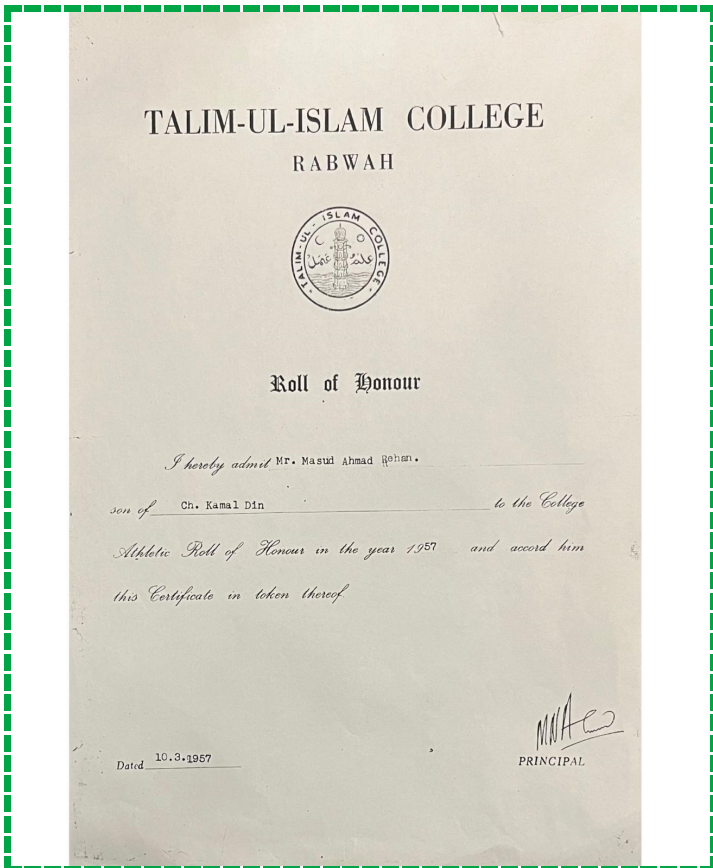 TALIM-UL-ISLAM COLLEGE
RABWAH
TALIM-UL-ISLAM COLLEGE
علم عمل
Roll of Honour
I hereby admit Mr. Masud Ahmad Rehan.
son of Ch. Kamal Din to the College
Athletic Roll of Honour in the year 1957 and accord him
this Certificate in token thereof.
Dated 10.3.1957
PRINCIPAL